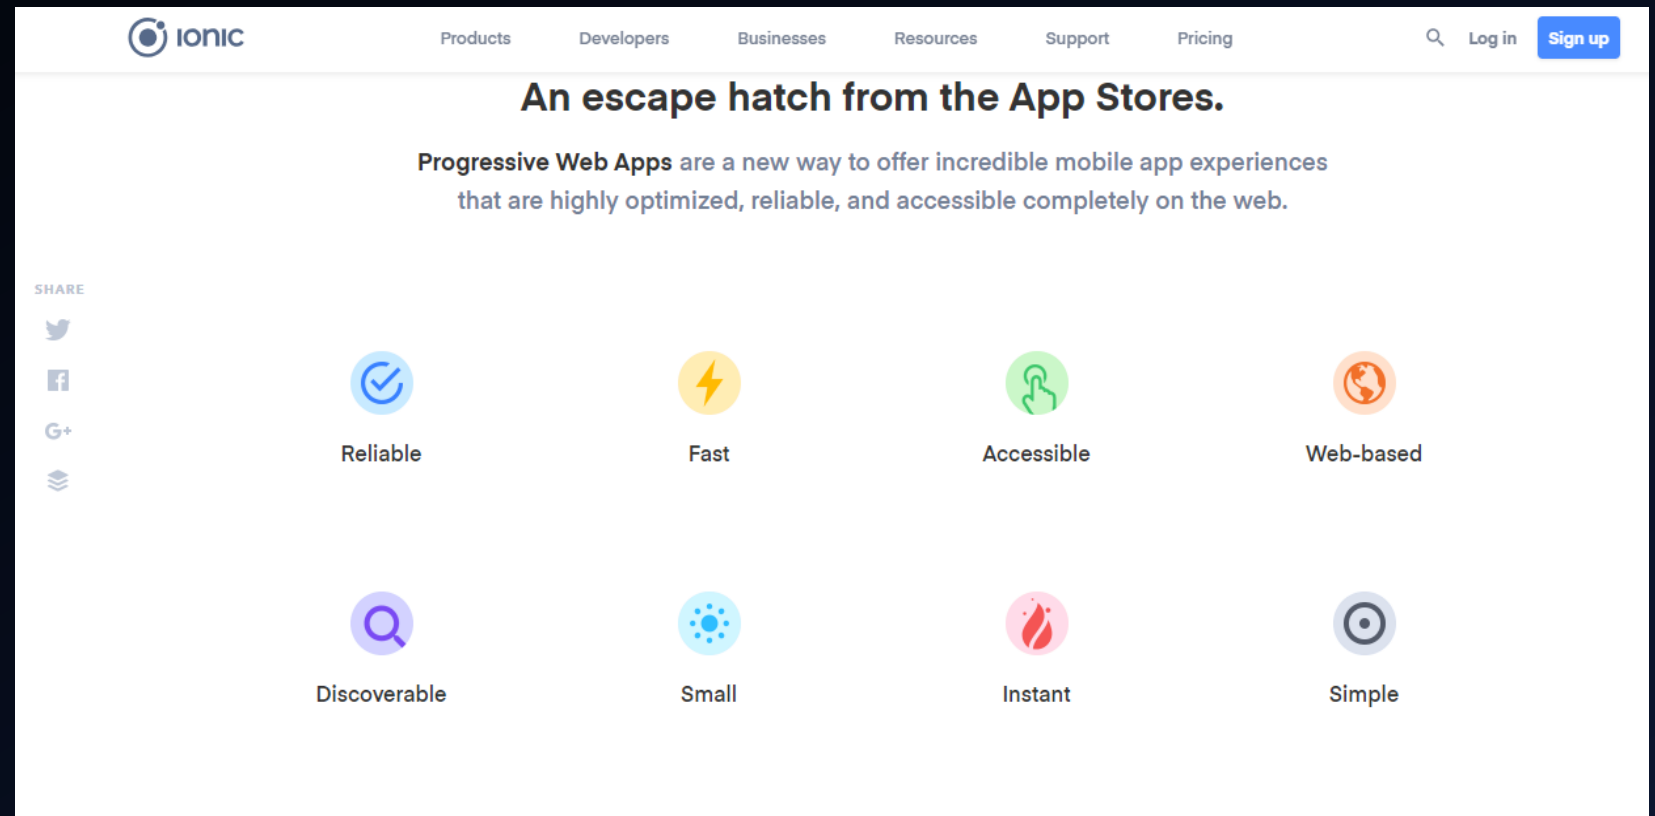 ionic
Products Developers Businesses Resources Support Pricing Log in Sign up
An escape hatch from the App Stores.
Progressive Web Apps are a new way to offer incredible mobile app experiences
that are highly optimized, reliable, and accessible completely on the web.
SHARE
G+
Reliable Fast Accessible Web-based
Discoverable Small Instant Simple